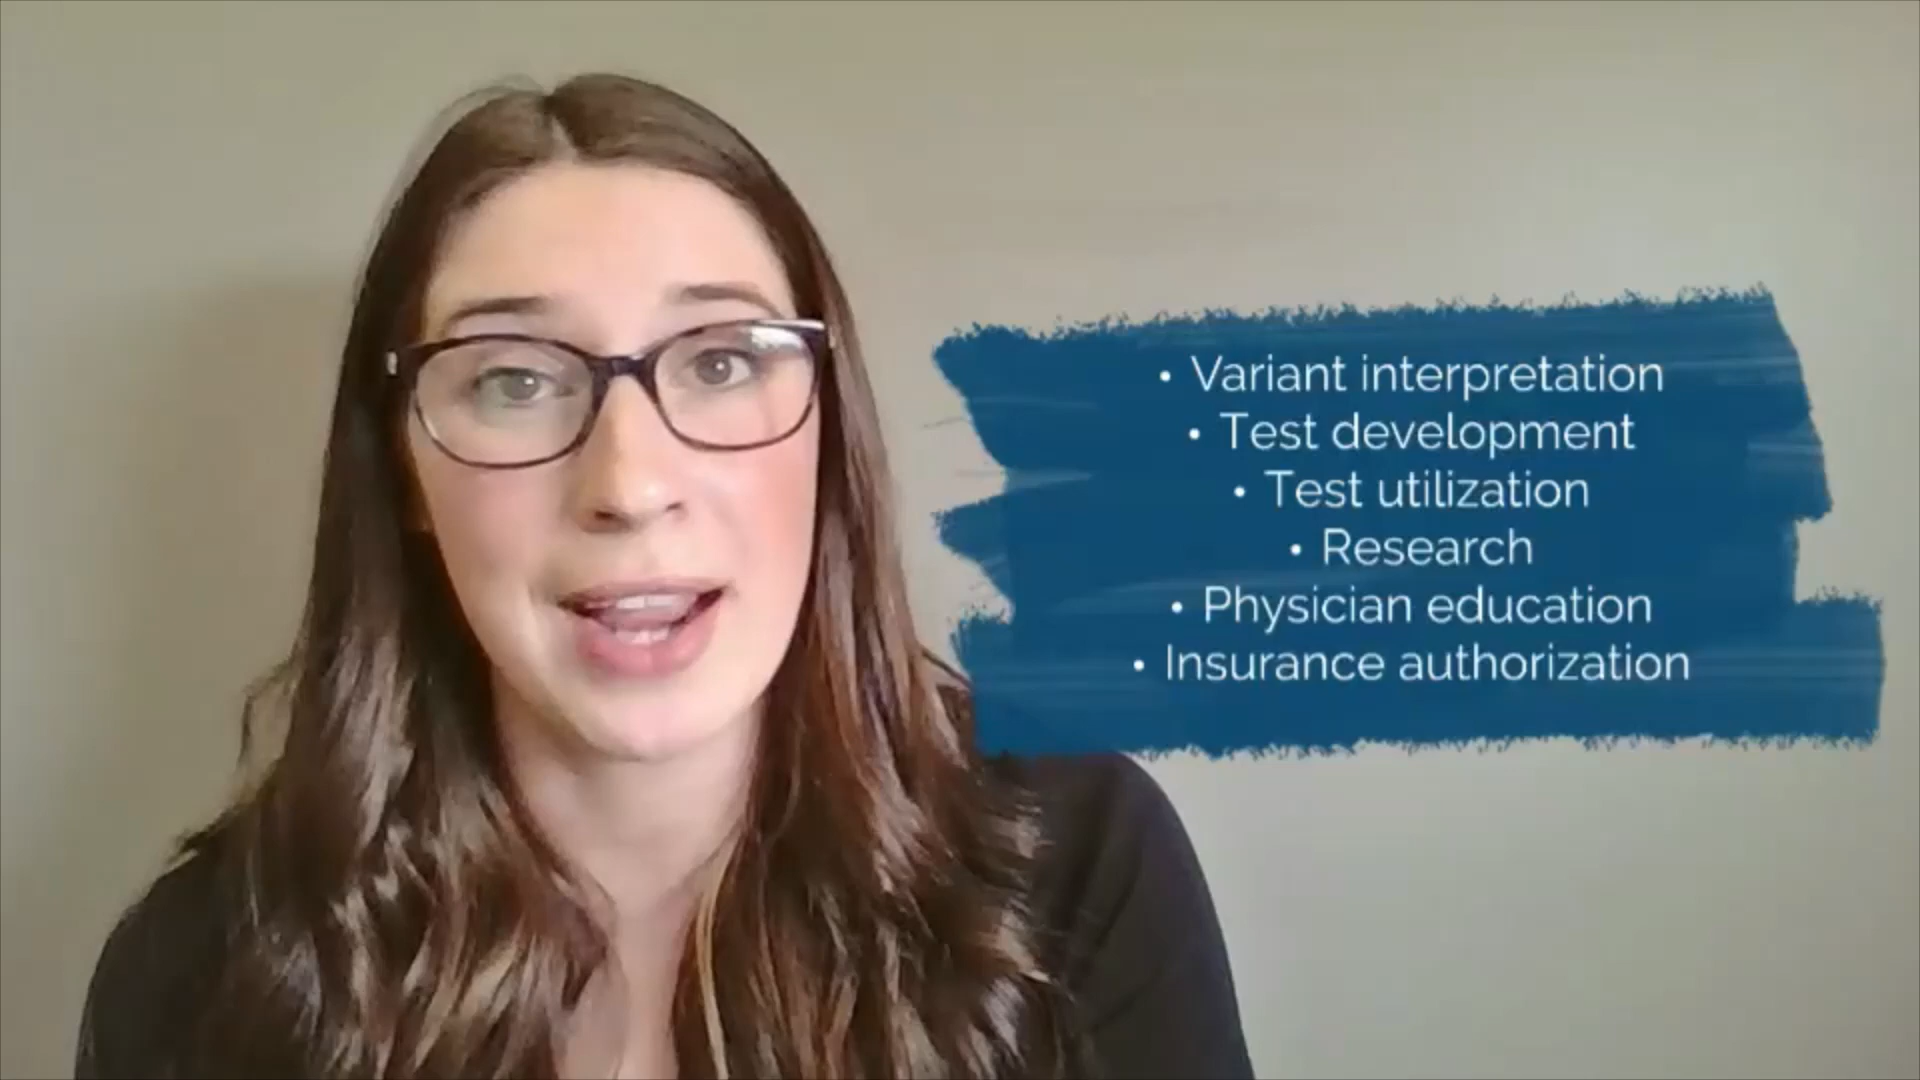 • Variant interpretation
• Test development
• Test utilization
• Research
• Physician education
• Insurance authorization